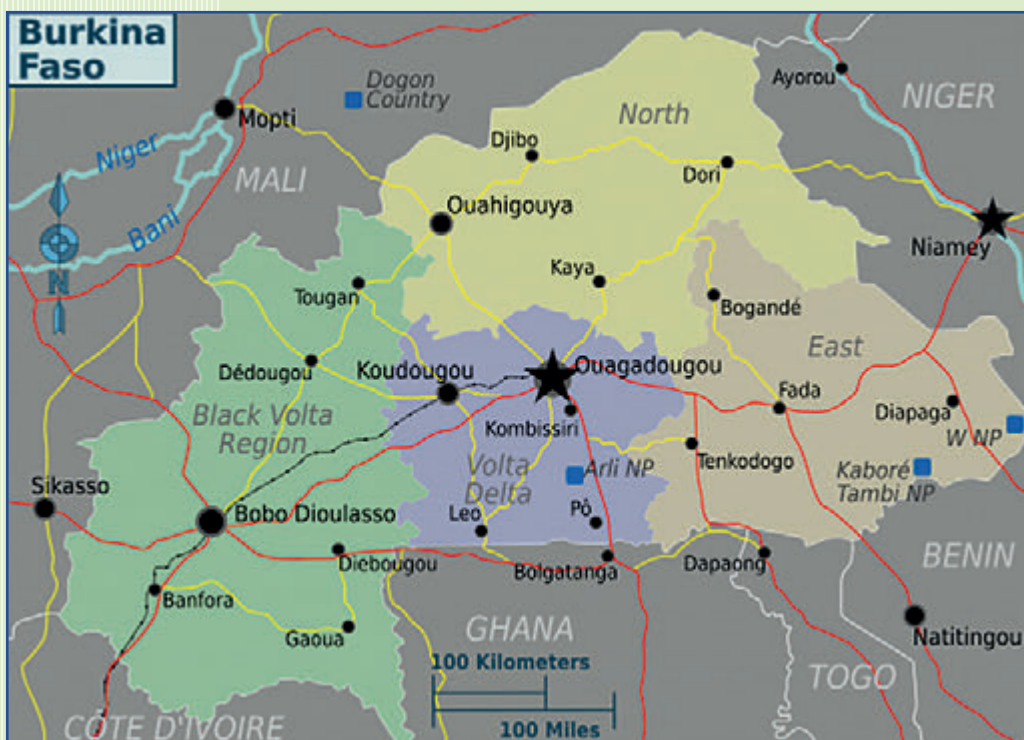 Burkina
Faso
Dogon
Country
Ayorou
NIGER
Mopti
North
Djibo
Niger
MALI
Dori
Bani
Ouahigouya
Niamey
N
Kaya
Tougan
Bogandé
East
Dédougou
Koudougou
Ouagadougou
Fada
Diapaga
Black Volta
Region
Kombissiri
W NP
Volta
Delta
Arli NP
Tenkodogo
Kaboré
Tambi NP
Sikasso
Bobo Dioulasso
Leo
Pô
Diebougou
Bolgatanga
Dapaong
BENIN
Banfora
Gaoua
GHANA
Natitingou
100 Kilometers
TOGO
CÔTE D'IVOIRE
100 Miles